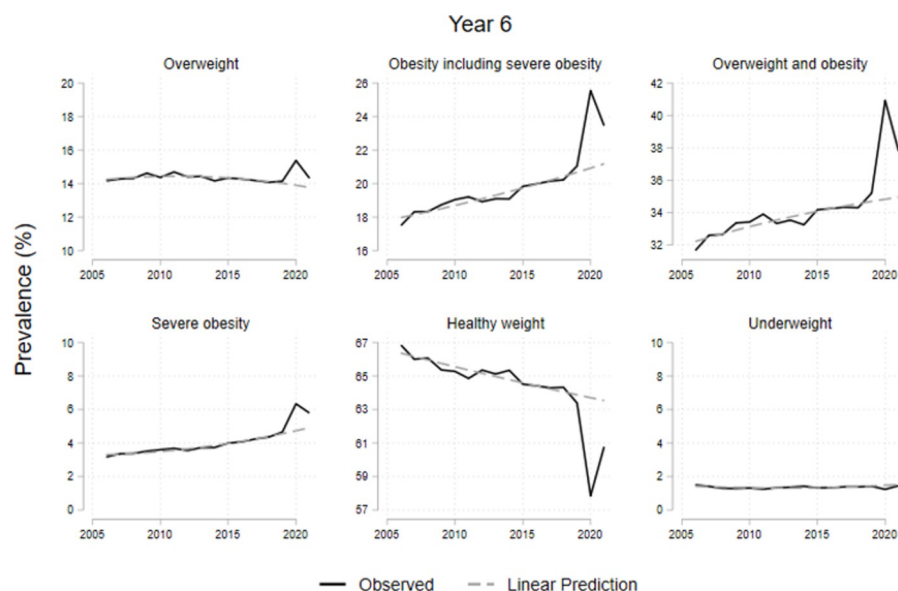 Year 6
Overweight
20
18
16
14
12
10
2005 2010 2015 2020
Obesity including severe obesity
26
24
22
20
18
16
2005 2010 2015 2020
Overweight and obesity
42
40
38
36
34
32
2005 2010 2015 2020
Prevalence (%)
Severe obesity
10
8
6
4
2
0
2005 2010 2015 2020
Healthy weight
67
65
63
61
59
57
2005 2010 2015 2020
Underweight
10
8
6
4
2
0
2005 2010 2015 2020
Observed Linear Prediction